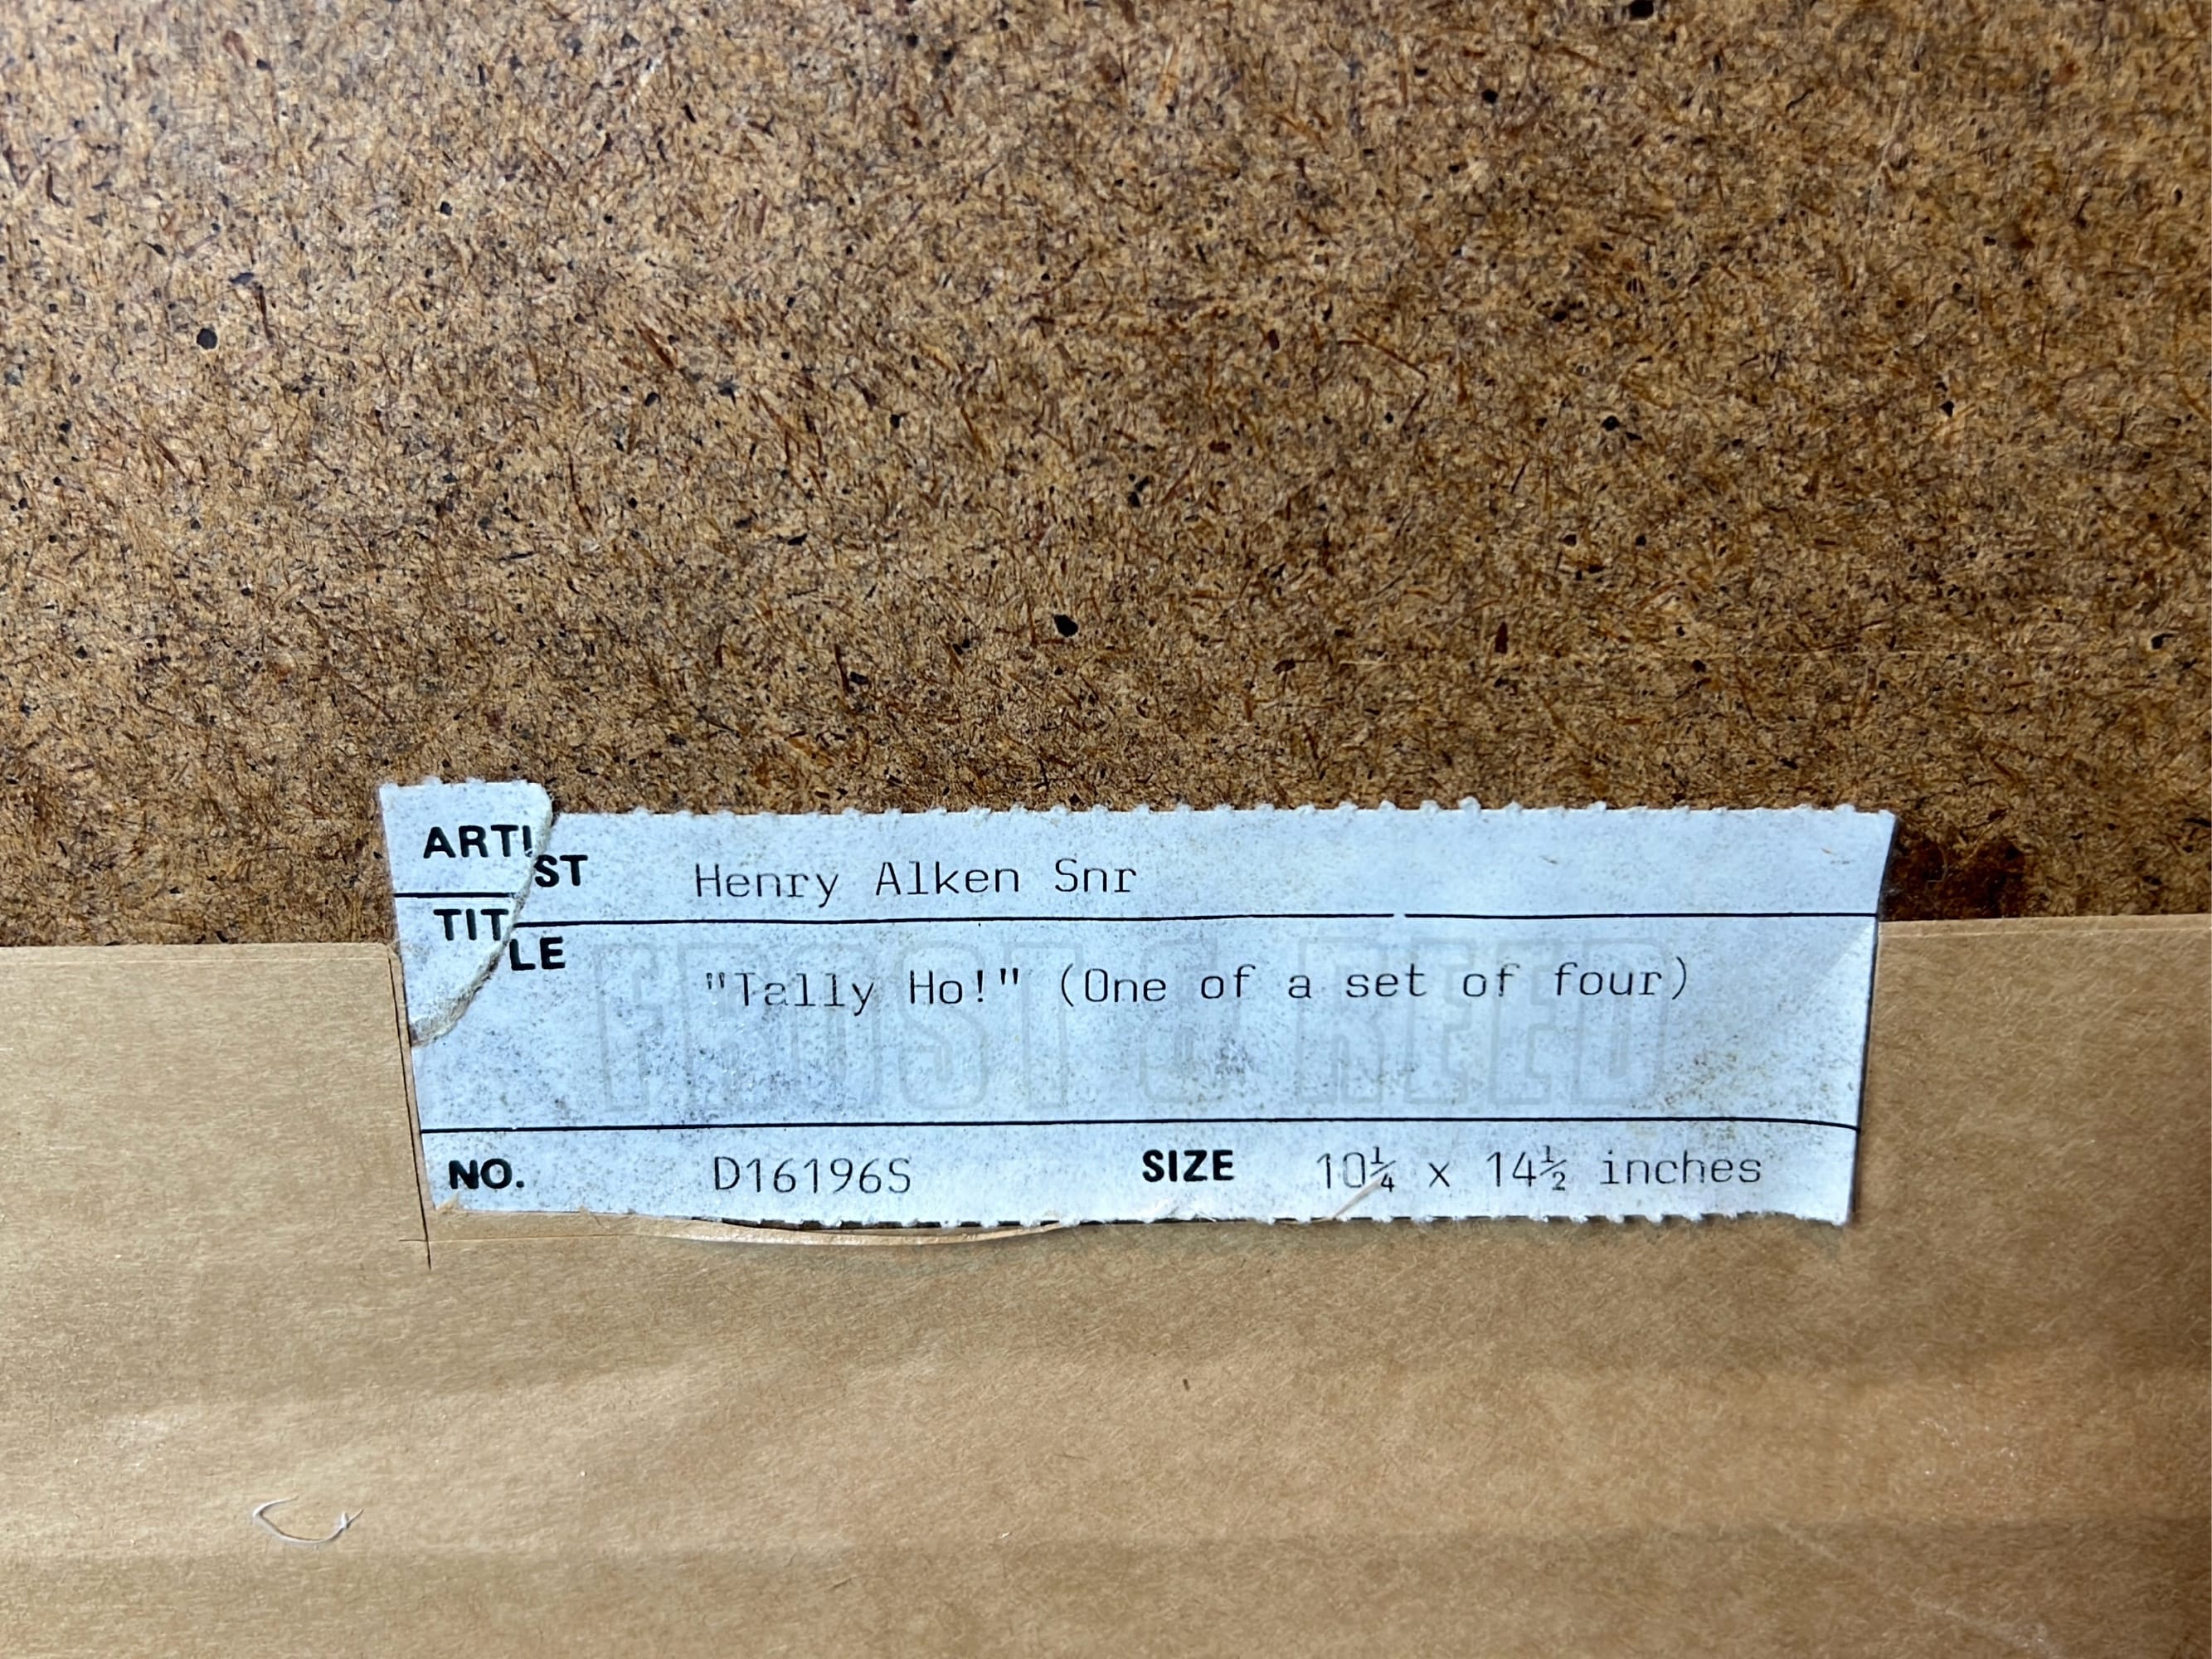 ARTIST Henry Alken Snr
TITLE "Tally Ho!" (One of a set of four)
FROST & REED
NO. D16196S SIZE 10¼ x 14½ inches